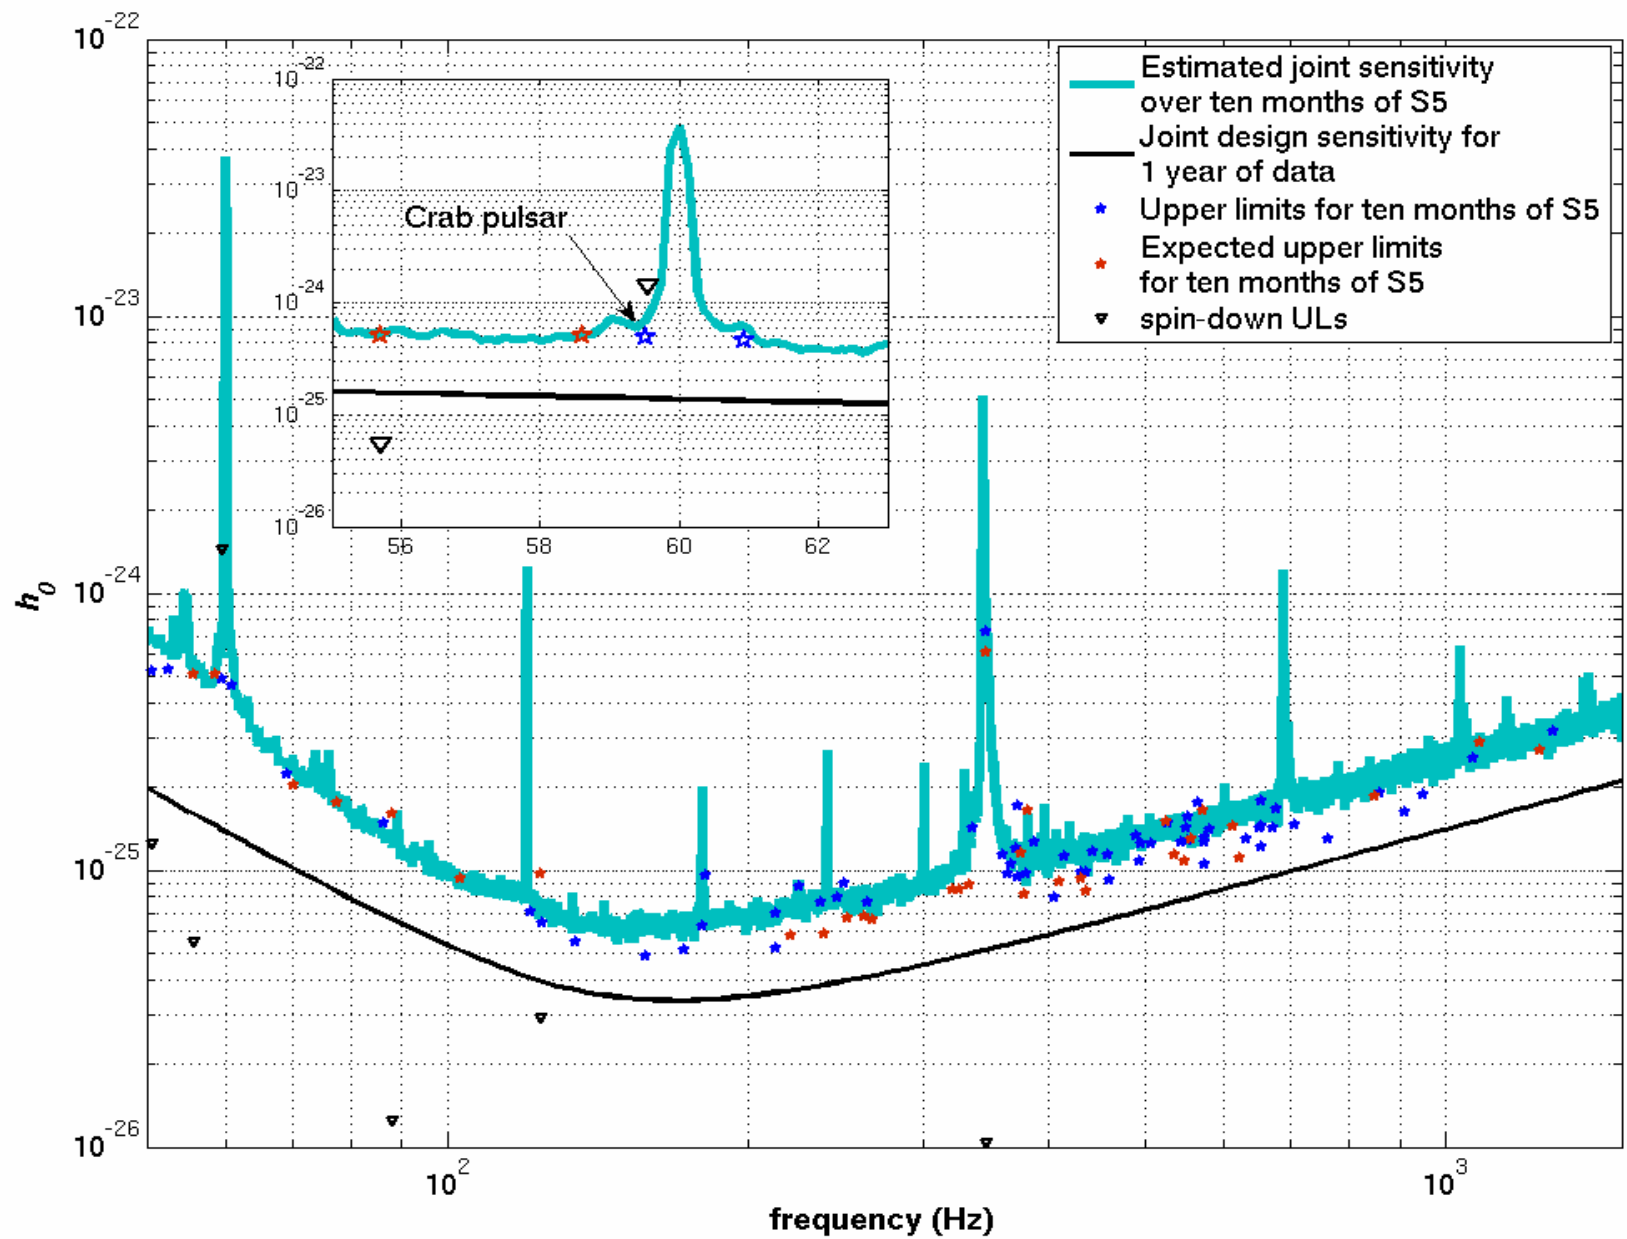 10^-22
10^-23
10^-24
10^-25
10^-26
h_0
10^-22
10^-23
10^-24
10^-25
10^-26
Crab pulsar
56 58 60 62
Estimated joint sensitivity
over ten months of S5
Joint design sensitivity for
1 year of data
Upper limits for ten months of S5
Expected upper limits
for ten months of S5
spin-down ULs
10^2 10^3
frequency (Hz)